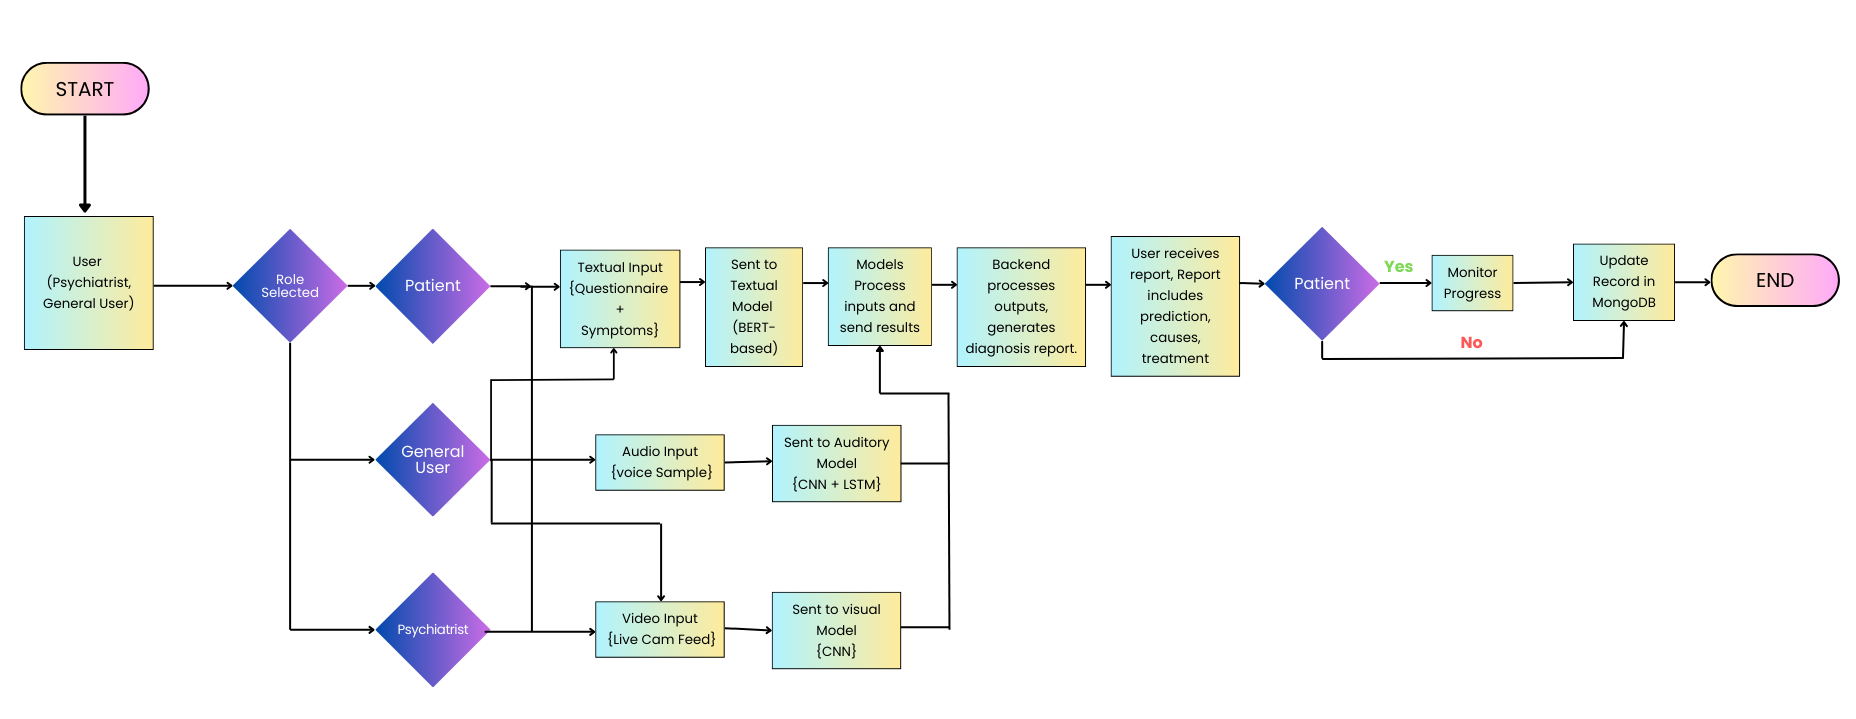 START
User
(Psychiatrist,
General User)
Role
Selected
Patient
Textual Input
{Questionnaire
+
Symptoms}
Sent to
Textual
Model
(BERT-
based)
Models
Process
inputs and
send results
Backend
processes
outputs,
generates
diagnosis report.
User receives
report, Report
includes
prediction,
causes,
treatment
Patient
Yes
No
Monitor
Progress
Update
Record in
MongoDB
END
General
User
Audio Input
{voice Sample}
Sent to Auditory
Model
{CNN + LSTM}
Psychiatrist
Video Input
{Live Cam Feed}
Sent to visual
Model
{CNN}